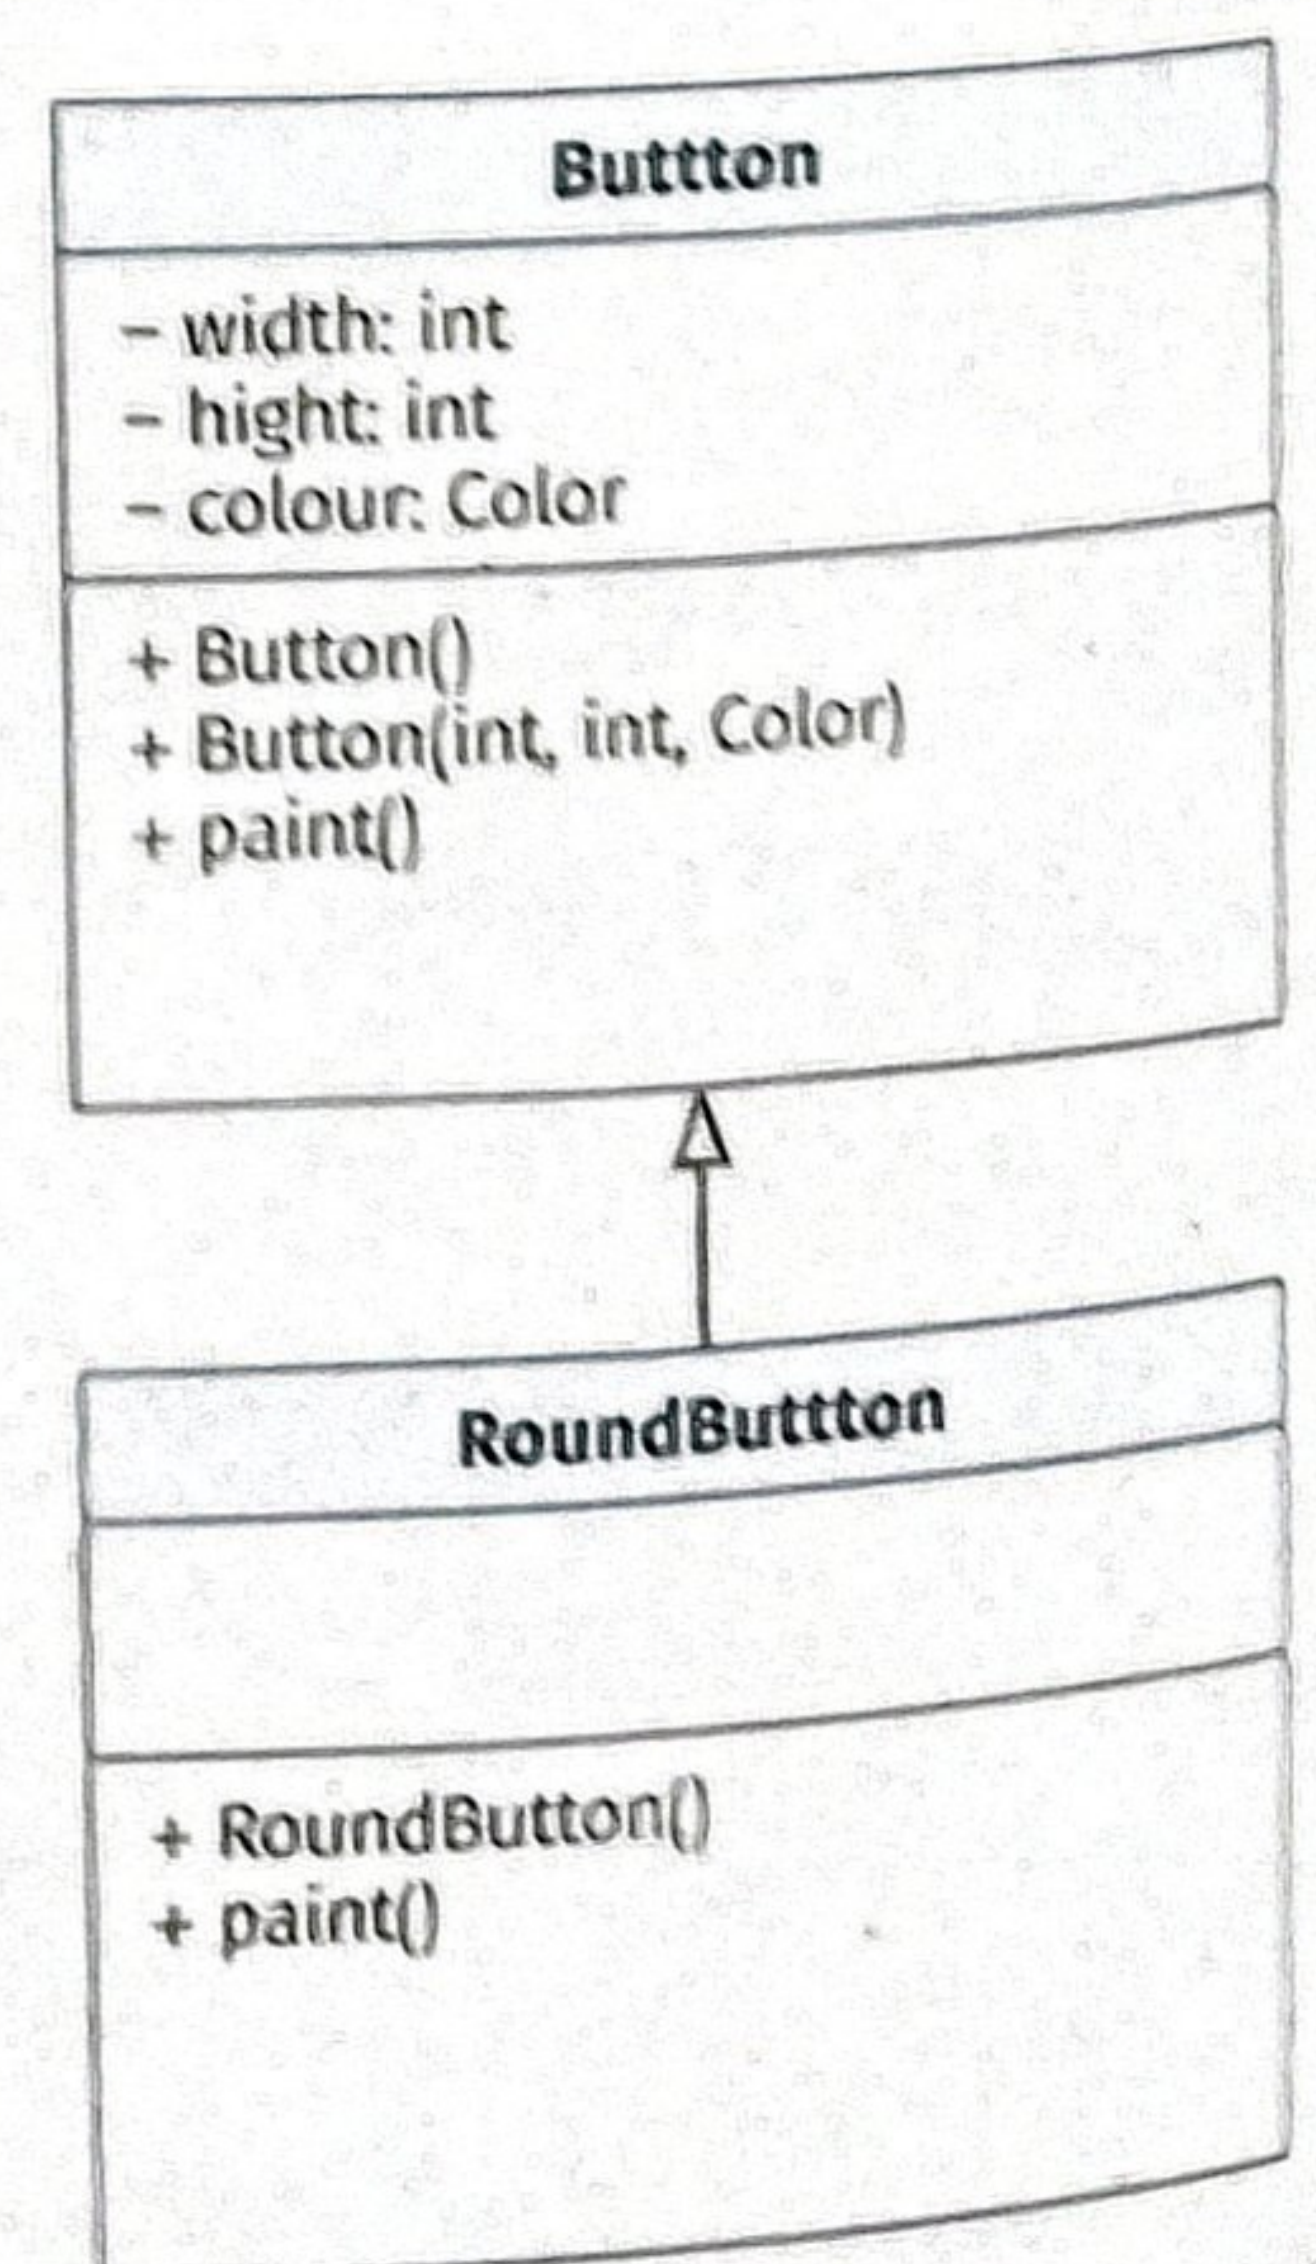 Buttton
– width: int
– hight: int
– colour: Color
+ Button()
+ Button(int, int, Color)
+ paint()
RoundButtton
+ RoundButton()
+ paint()